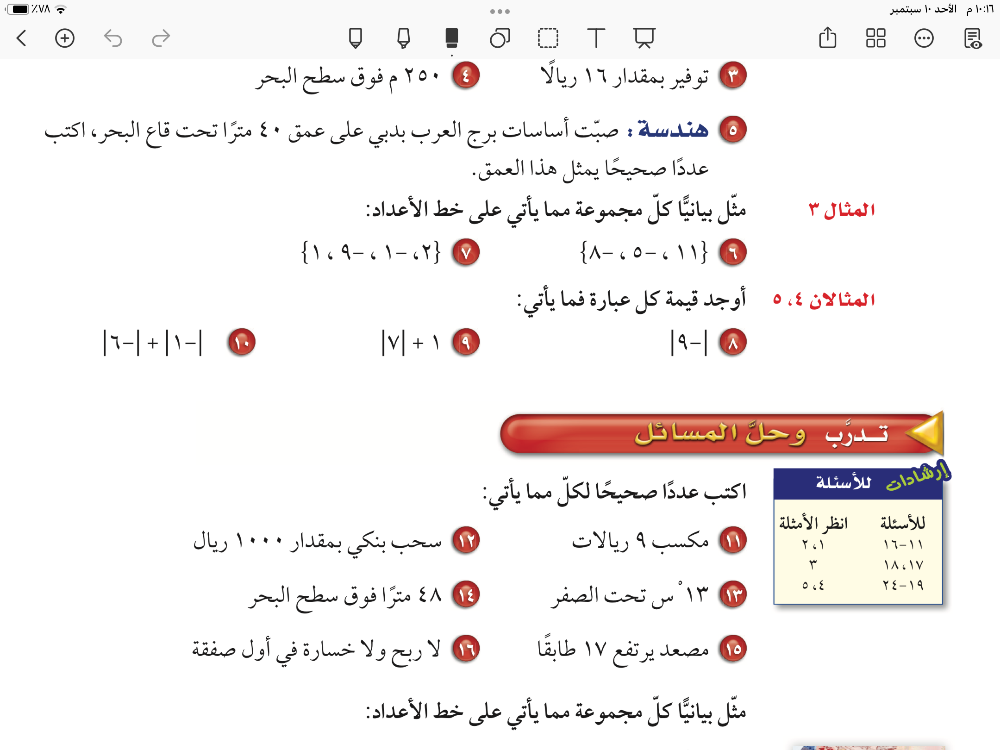 ١٠:١٦ م الأحد ١٠ سبتمبر ٧٨٪
٣ توفير بمقدار ١٦ ريالًا ٤ ٢٥٠ م فوق سطح البحر
٥ هندسة: صبّت أساسات برج العرب بدبي على عمق ٤٠ مترًا تحت قاع البحر، اكتب
عددًا صحيحًا يمثل هذا العمق.
المثال ٣ مثّل بيانيًّا كلّ مجموعة مما يأتي على خط الأعداد:
٦ {١١ ، −٥ ، −٨} ٧ {٢، −١ ، −٩ ، ١}
المثالان ٤، ٥ أوجد قيمة كل عبارة فما يأتي:
٨ |−٩| ٩ ١ + |٧| ١٠ |−١| + |−٦|
تـدرَّب وحلَّ المسائل
إرشادات للأسئلة
للأسئلة انظر الأمثلة
١١−١٦ ١، ٢
١٧، ١٨ ٣
١٩−٢٤ ٤، ٥
اكتب عددًا صحيحًا لكلّ مما يأتي:
١١ مكسب ٩ ريالات ١٢ سحب بنكي بمقدار ١٠٠٠ ريال
١٣ ١٣° س تحت الصفر ١٤ ٤٨ مترًا فوق سطح البحر
١٥ مصعد يرتفع ١٧ طابقًا ١٦ لا ربح ولا خسارة في أول صفقة
مثّل بيانيًّا كلّ مجموعة مما يأتي على خط الأعداد: